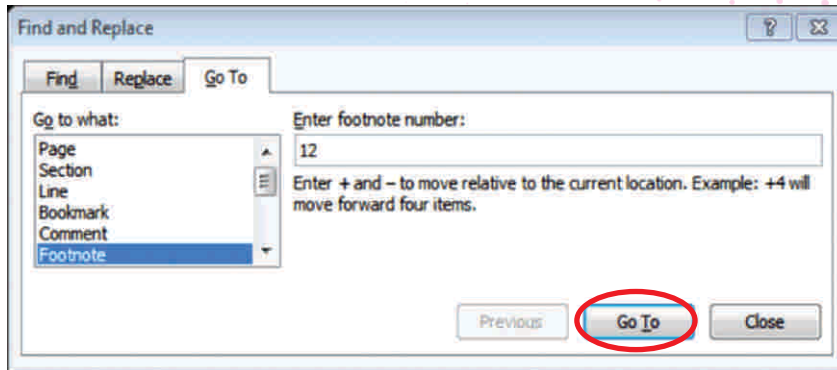 Find and Replace
Find Replace Go To
Go to what:
Page
Section
Line
Bookmark
Comment
Footnote
Enter footnote number:
12
Enter + and – to move relative to the current location. Example: +4 will
move forward four items.
Previous Go To Close